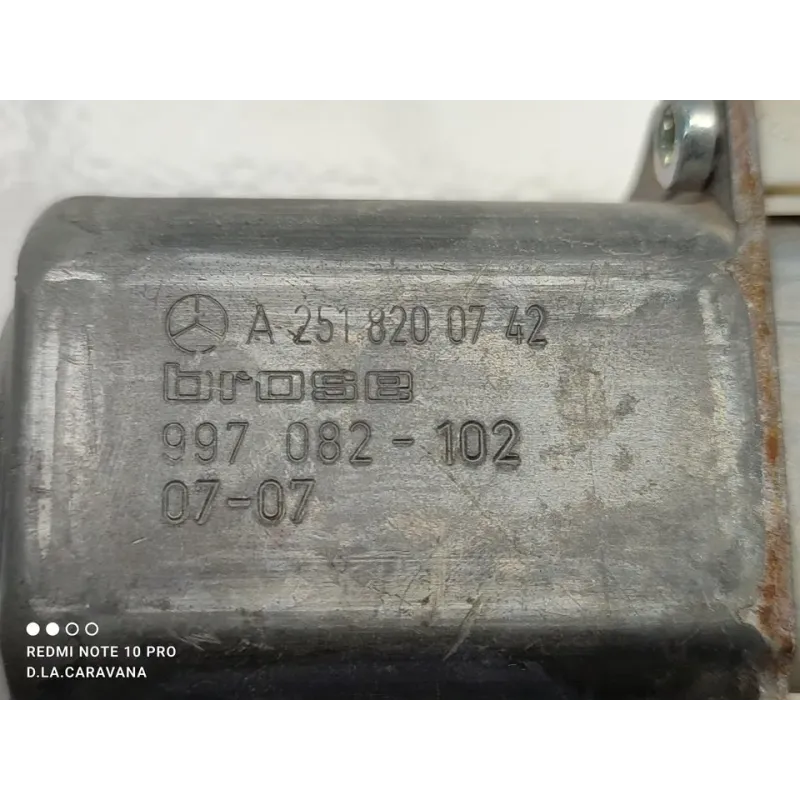 A 251 820 07 42
brose
997 082-102
07-07
REDMI NOTE 10 PRO
D.LA.CARAVANA